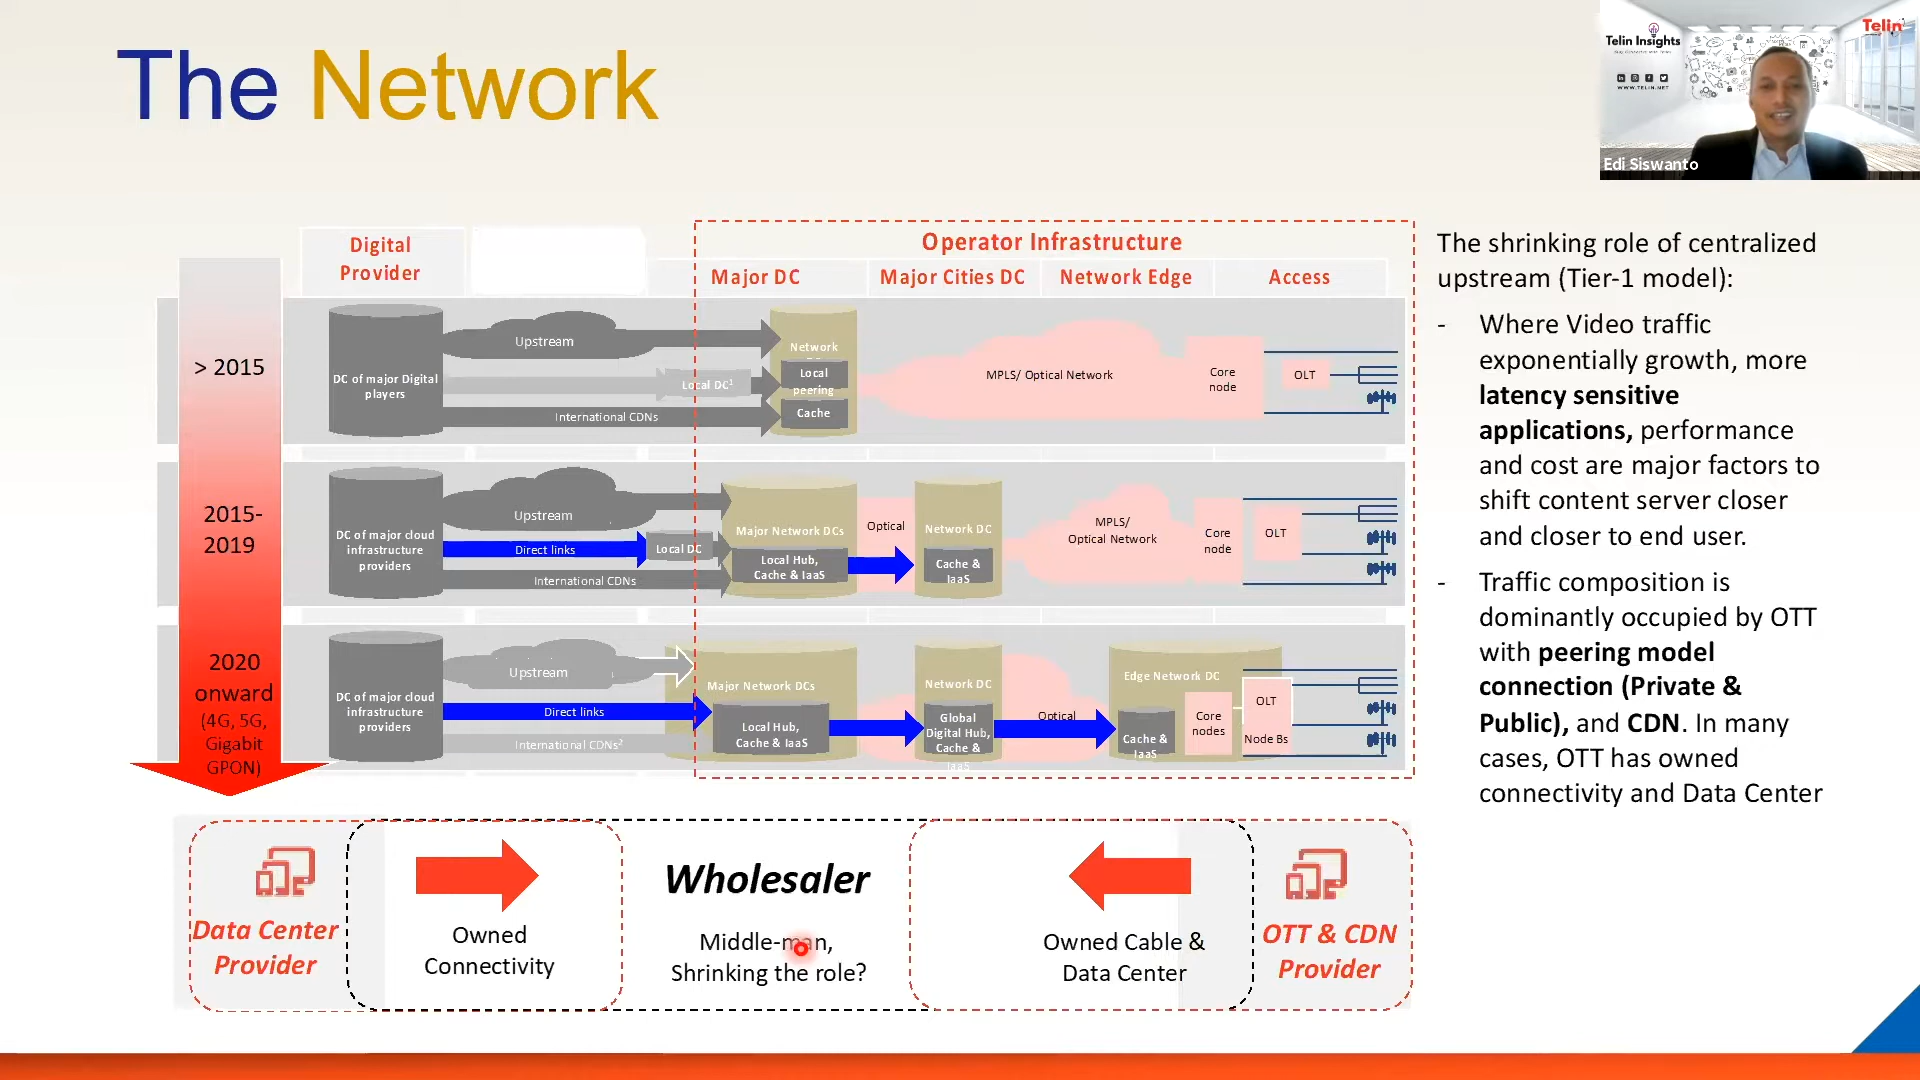 The Network
Telin Insights
WWW.TELIN.NET
Telin
Edi Siswanto
Digital
Provider
Operator Infrastructure
Major DC
Major Cities DC
Network Edge
Access
> 2015
DC of major Digital
players
Upstream
Local DC¹
International CDNs
Network
Local
peering
Cache
MPLS/ Optical Network
Core
node
OLT
2015-
2019
DC of major cloud
infrastructure
providers
Upstream
Direct links
Local DC
International CDNs
Major Network DCs
Local Hub,
Cache & IaaS
Optical
Network DC
Cache &
IaaS
MPLS/
Optical Network
Core
node
OLT
2020
onward
(4G, 5G,
Gigabit
GPON)
DC of major cloud
infrastructure
providers
Upstream
Direct links
International CDNs²
Major Network DCs
Local Hub,
Cache & IaaS
Network DC
Global
Digital Hub,
Cache &
IaaS
Optical
Edge Network DC
Cache &
IaaS
Core
nodes
OLT
Node Bs
Data Center
Provider
Owned
Connectivity
Wholesaler
Middle-man,
Shrinking the role?
Owned Cable &
Data Center
OTT & CDN
Provider
The shrinking role of centralized
upstream (Tier-1 model):
- Where Video traffic
exponentially growth, more
latency sensitive
applications, performance
and cost are major factors to
shift content server closer
and closer to end user.
- Traffic composition is
dominantly occupied by OTT
with peering model
connection (Private &
Public), and CDN. In many
cases, OTT has owned
connectivity and Data Center